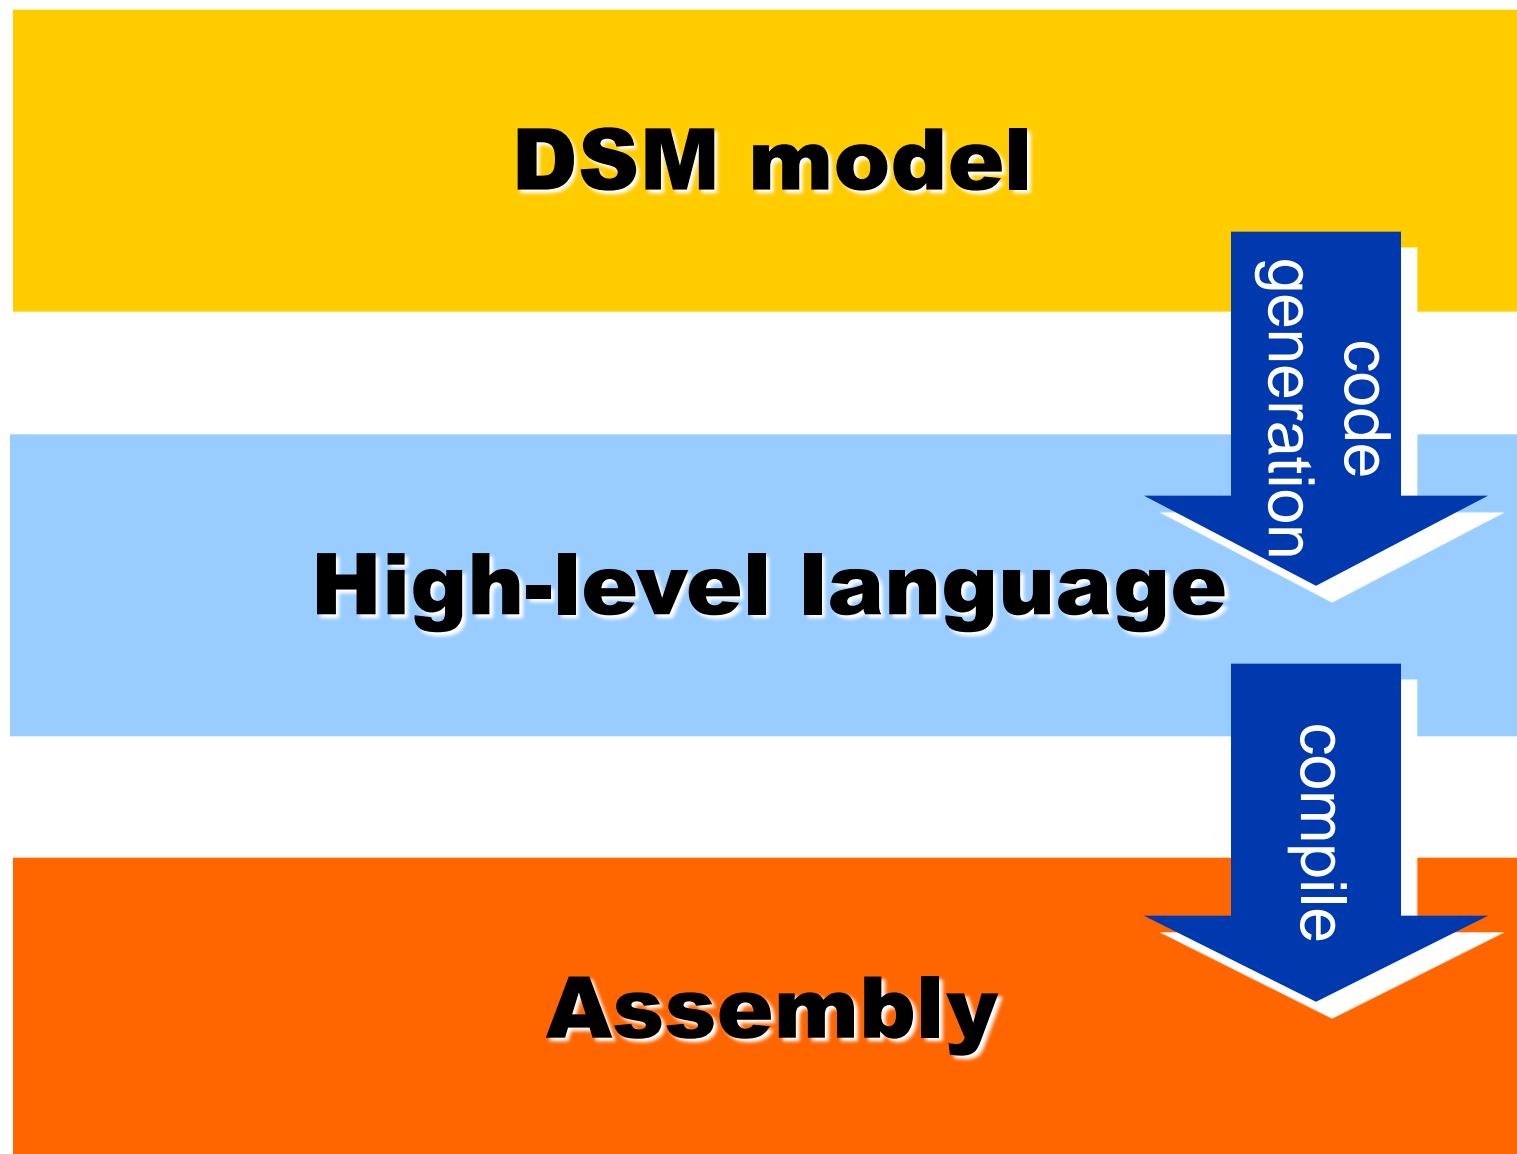 DSM model
code
generation
High-level language
compile
Assembly